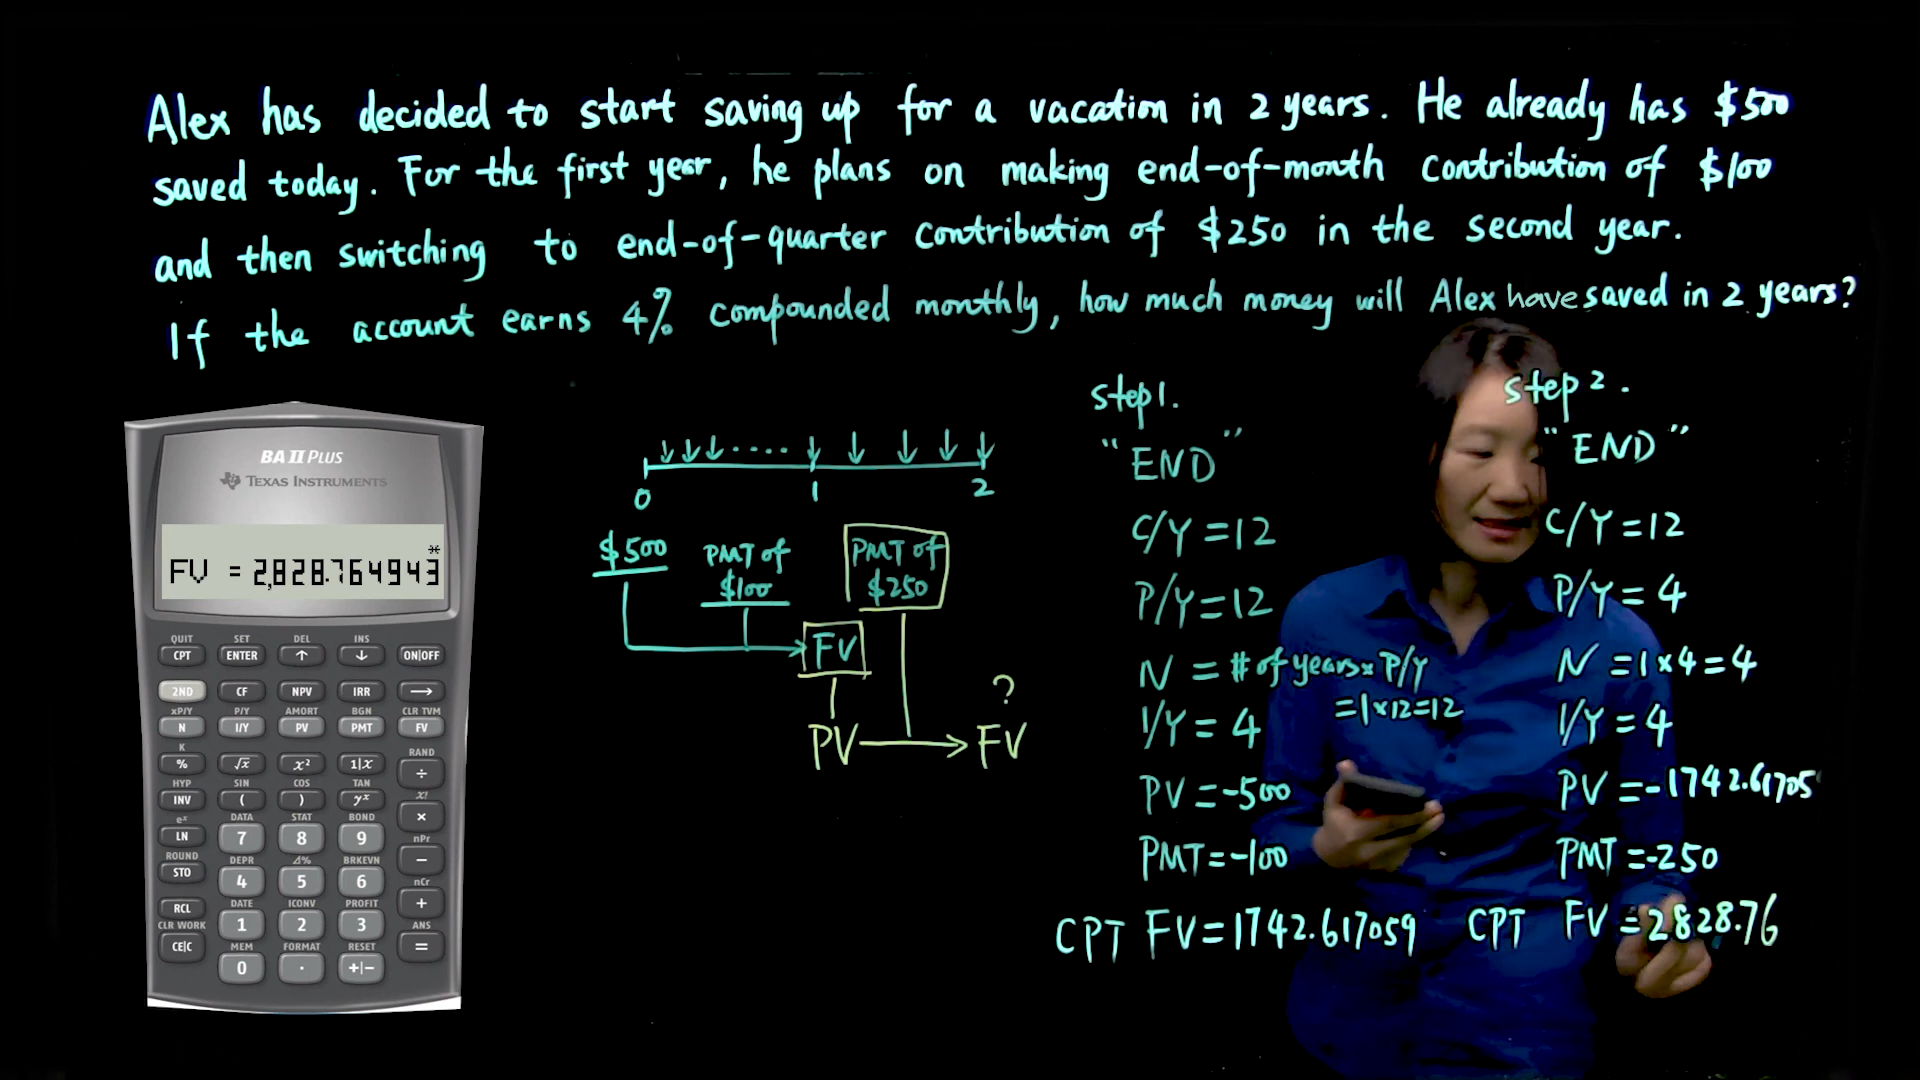 Alex has decided to start saving up for a vacation in 2 years. He already has $500
saved today. For the first year, he plans on making end-of-month contribution of $100
and then switching to end-of-quarter contribution of $250 in the second year.
If the account earns 4% compounded monthly, how much money will Alex have saved in 2 years?
BA II PLUS
TEXAS INSTRUMENTS
FV = 2,828.764943
*
QUIT SET DEL INS
CPT ENTER ↑ ↓ ON|OFF
2ND CF NPV IRR →
xP/Y P/Y AMORT BGN CLR TVM
N I/Y PV PMT FV
K RAND
% √x x² 1|x ÷
HYP SIN COS TAN x!
INV ( ) yˣ ×
eˣ DATA STAT BOND nPr
LN 7 8 9 −
ROUND DEPR Δ% BRKEVN nCr
STO 4 5 6 +
DATE ICONV PROFIT
RCL 1 2 3
CLR WORK MEM FORMAT RESET ANS
CE|C 0 . +|− =
0 1 2
$500
PMT of
$100
PMT of
$250
FV
PV
?
FV
Step 1.
"END"
C/Y = 12
P/Y = 12
N = # of years × P/Y
= 1 × 12 = 12
I/Y = 4
PV = -500
PMT = -100
CPT FV = 1742.617059
Step 2.
"END"
C/Y = 12
P/Y = 4
N = 1 × 4 = 4
I/Y = 4
PV = -1742.61705
PMT = -250
CPT FV = 2828.76